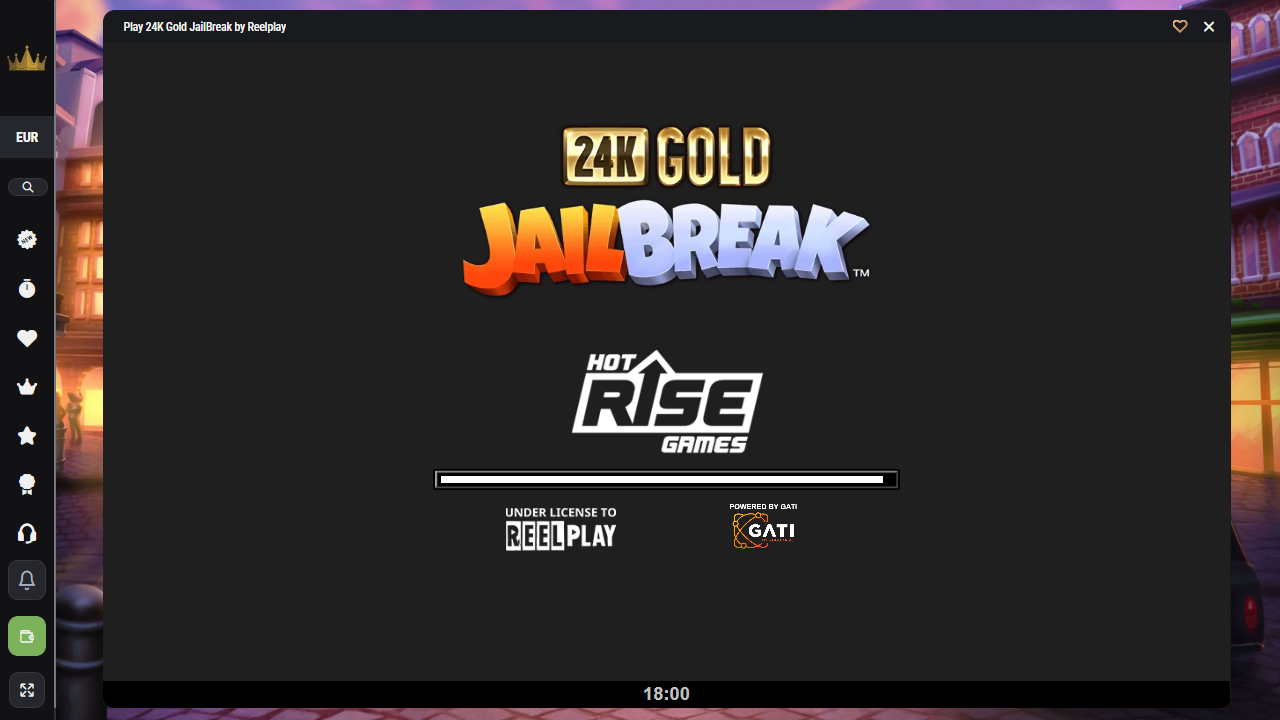 Play 24K Gold JailBreak by Reelplay
EUR
NEW
24K GOLD
JAILBREAK™
HOT
RISE
GAMES
UNDER LICENSE TO
REELPLAY
POWERED BY GATI
GATI
18:00